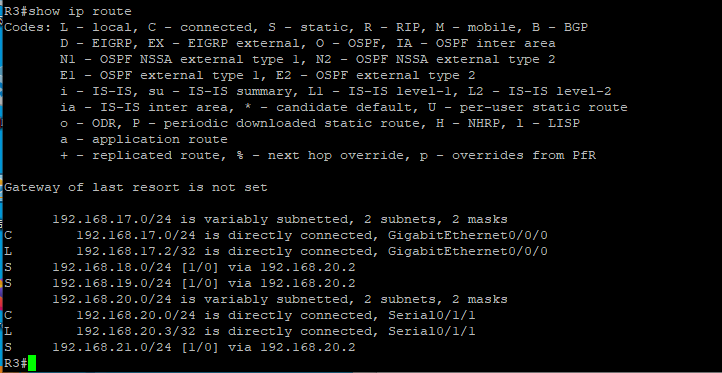 R3#show ip route
Codes: L - local, C - connected, S - static, R - RIP, M - mobile, B - BGP
       D - EIGRP, EX - EIGRP external, O - OSPF, IA - OSPF inter area
       N1 - OSPF NSSA external type 1, N2 - OSPF NSSA external type 2
       E1 - OSPF external type 1, E2 - OSPF external type 2
       i - IS-IS, su - IS-IS summary, L1 - IS-IS level-1, L2 - IS-IS level-2
       ia - IS-IS inter area, * - candidate default, U - per-user static route
       o - ODR, P - periodic downloaded static route, H - NHRP, l - LISP
       a - application route
       + - replicated route, % - next hop override, p - overrides from PfR
Gateway of last resort is not set
      192.168.17.0/24 is variably subnetted, 2 subnets, 2 masks
C        192.168.17.0/24 is directly connected, GigabitEthernet0/0/0
L        192.168.17.2/32 is directly connected, GigabitEthernet0/0/0
S     192.168.18.0/24 [1/0] via 192.168.20.2
S     192.168.19.0/24 [1/0] via 192.168.20.2
      192.168.20.0/24 is variably subnetted, 2 subnets, 2 masks
C        192.168.20.0/24 is directly connected, Serial0/1/1
L        192.168.20.3/32 is directly connected, Serial0/1/1
S     192.168.21.0/24 [1/0] via 192.168.20.2
R3#